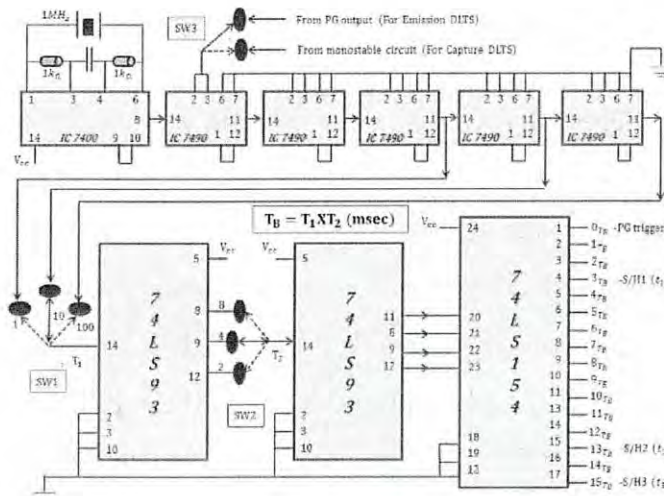 1MHz
SW3
From PG output (For Emission DLTS)
From monostable circuit (For Capture DLTS)
1kΩ 1kΩ
1 3 4 6
8
14 IC 7400 9 10
Vcc
2 3 6 7
14 11
IC 7490 1 12
2 3 6 7
14 11
IC 7490 1 12
2 3 6 7
14 11
IC 7490 1 12
2 3 6 7
14 11
IC 7490 1 12
2 3 6 7
14 11
IC 7490 1 12
TB = T1XT2 (msec)
1 10 100
T1
SW1
Vcc
5
14
8
9
12
2
3
10
74LS93
8
4
2
T2
SW2
Vcc
5
14
11
8
9
12
2
3
10
74LS93
Vcc
24
20
21
22
23
18
19
12
74LS154
1 0TB -PG trigger
2 1TB
3 2TB
4 3TB -S/H1 (t1
5 4TB
6 5TB
7 6TB
8 7TB
9 8TB
10 9TB
11 10TB
13 11TB
14 12TB
15 13TB -S/H2 (t2
16 14TB
17 15TB -S/H3 (t3